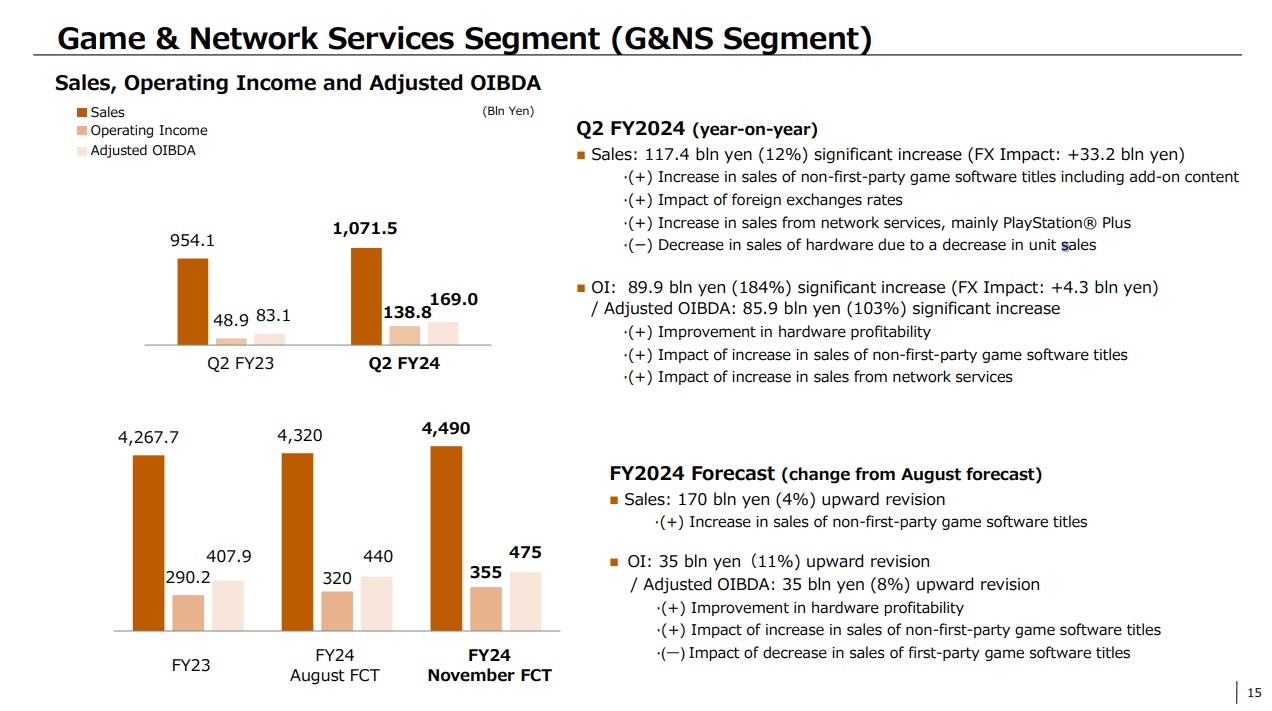 Game & Network Services Segment (G&NS Segment)
Sales, Operating Income and Adjusted OIBDA
Sales
Operating Income
Adjusted OIBDA
(Bln Yen)
954.1
48.9
83.1
1,071.5
138.8
169.0
Q2 FY23
Q2 FY24
4,267.7
290.2
407.9
4,320
320
440
4,490
355
475
FY23
FY24
August FCT
FY24
November FCT
Q2 FY2024 (year-on-year)
■ Sales: 117.4 bln yen (12%) significant increase (FX Impact: +33.2 bln yen)
·(+) Increase in sales of non-first-party game software titles including add-on content
·(+) Impact of foreign exchanges rates
·(+) Increase in sales from network services, mainly PlayStation® Plus
·(−) Decrease in sales of hardware due to a decrease in unit sales
■ OI: 89.9 bln yen (184%) significant increase (FX Impact: +4.3 bln yen)
/ Adjusted OIBDA: 85.9 bln yen (103%) significant increase
·(+) Improvement in hardware profitability
·(+) Impact of increase in sales of non-first-party game software titles
·(+) Impact of increase in sales from network services
FY2024 Forecast (change from August forecast)
■ Sales: 170 bln yen (4%) upward revision
·(+) Increase in sales of non-first-party game software titles
■ OI: 35 bln yen (11%) upward revision
/ Adjusted OIBDA: 35 bln yen (8%) upward revision
·(+) Improvement in hardware profitability
·(+) Impact of increase in sales of non-first-party game software titles
·(—) Impact of decrease in sales of first-party game software titles
15